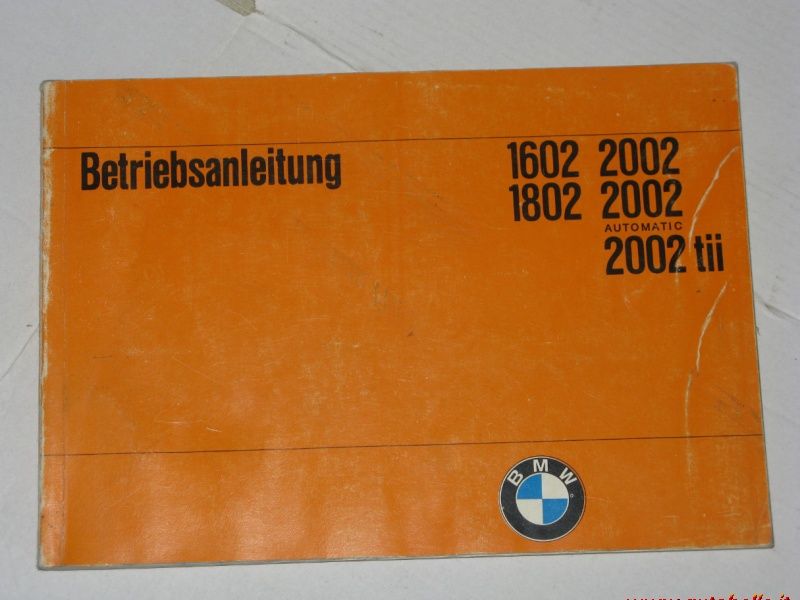 Betriebsanleitung
1602 2002
1802 2002
AUTOMATIC
2002 tii
BMW